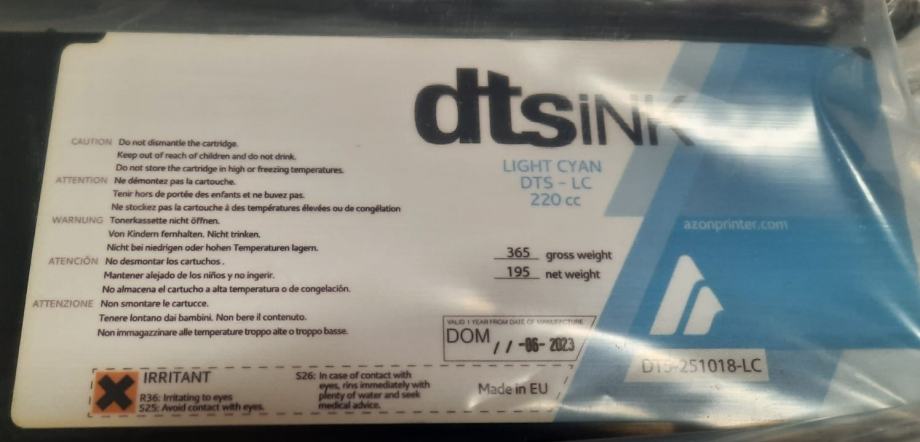 dtsiNK
LIGHT CYAN
DTS - LC
220 cc
CAUTION Do not dismantle the cartridge.
Keep out of reach of children and do not drink.
Do not store the cartridge in high or freezing temperatures.
ATTENTION Ne démontez pas la cartouche.
Tenir hors de portée des enfants et ne buvez pas.
Ne stockez pas la cartouche à des températures élevées ou de congélation
WARNUNG Tonerkassette nicht öffnen.
Von Kindern fernhalten. Nicht trinken.
Nicht bei niedrigen oder hohen Temperaturen lagern.
ATENCIÓN No desmontar los cartuchos.
Mantener alejado de los niños y no ingerir.
No almacena el cartucho a alta temperatura o de congelación.
ATTENZIONE Non smontare le cartucce.
Tenere lontano dai bambini. Non bere il contenuto.
Non immagazzinare alle temperature troppo alte o troppo basse.
azonprinter.com
365 gross weight
195 net weight
VALID 1 YEAR FROM DATE OF MANUFACTURE
DOM // -06- 2023
DTS-251018-LC
IRRITANT
R36: Irritating to eyes
S25: Avoid contact with eyes.
S26: In case of contact with
eyes, rins immediately with
plenty of water and seek
medical advice.
Made in EU